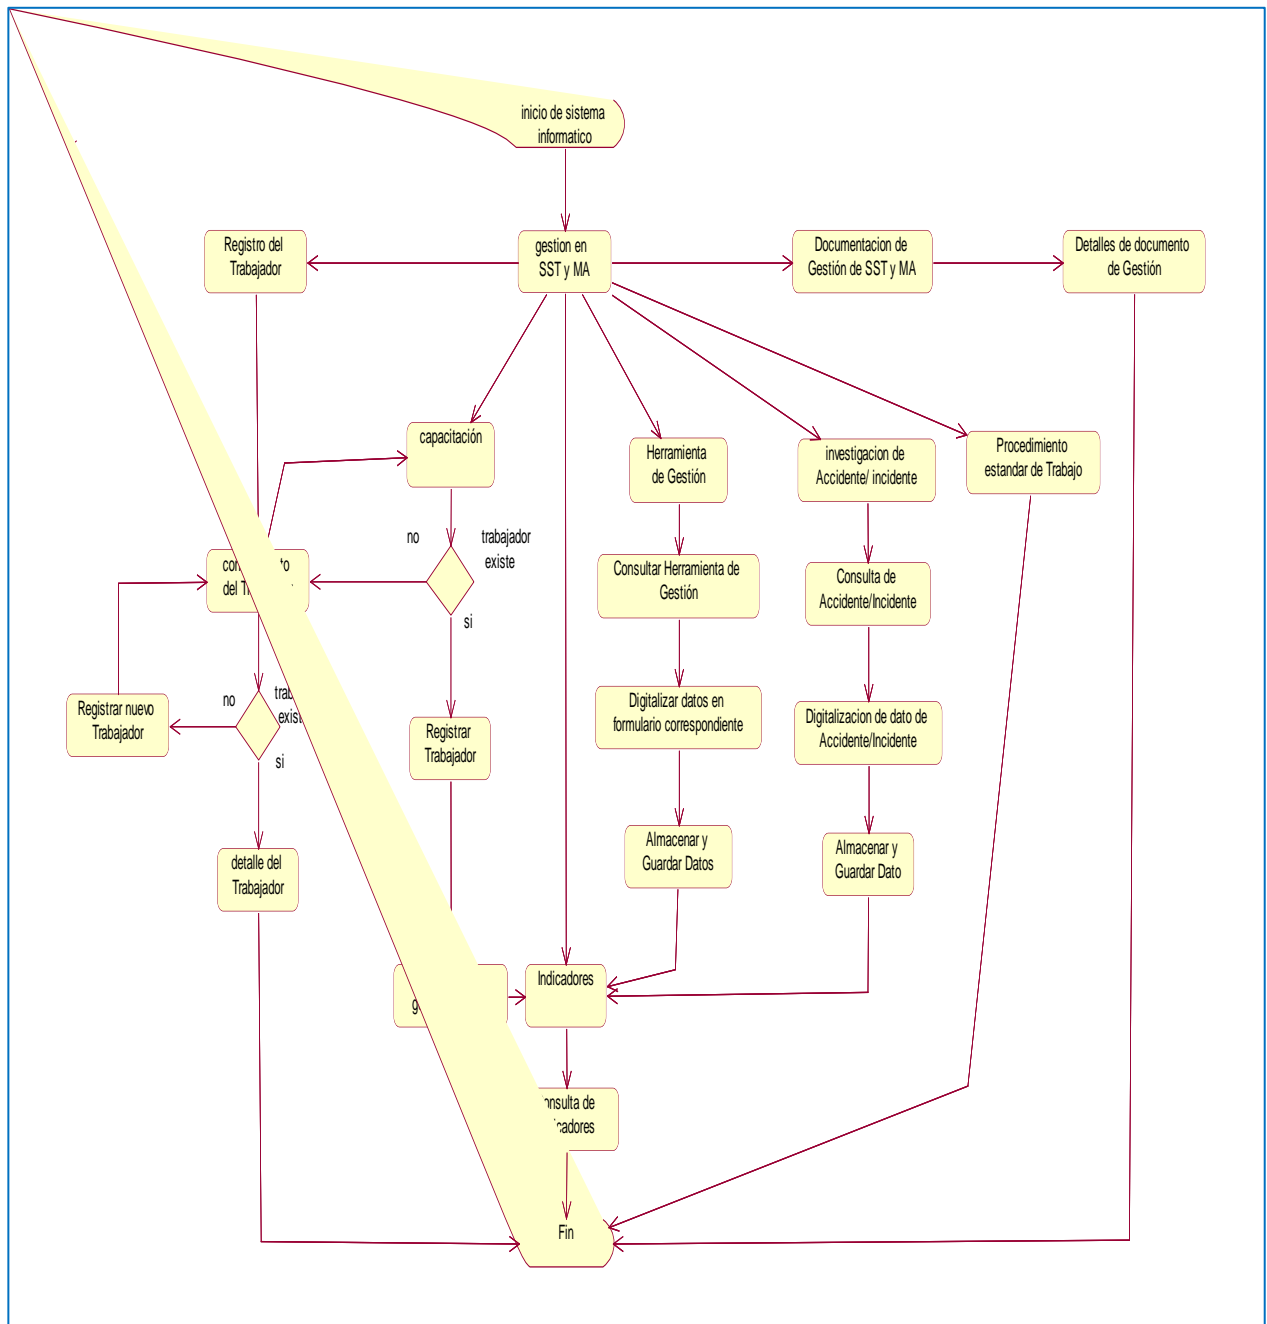 inicio de sistema
informatico
Registro del
Trabajador
gestion en
SST y MA
Documentacion de
Gestión de SST y MA
Detalles de documento
de Gestión
capacitación
Herramienta
de Gestión
investigacion de
Accidente/ incidente
Procedimiento
estandar de Trabajo
no
trabajador
existe
si
del
Consultar Herramienta de
Gestión
Consulta de
Accidente/Incidente
Registrar nuevo
Trabajador
no
si
Registrar
Trabajador
Digitalizar datos en
formulario correspondiente
Digitalizacion de dato de
Accidente/Incidente
detalle del
Trabajador
Almacenar y
Guardar Datos
Almacenar y
Guardar Dato
Indicadores
de
Fin